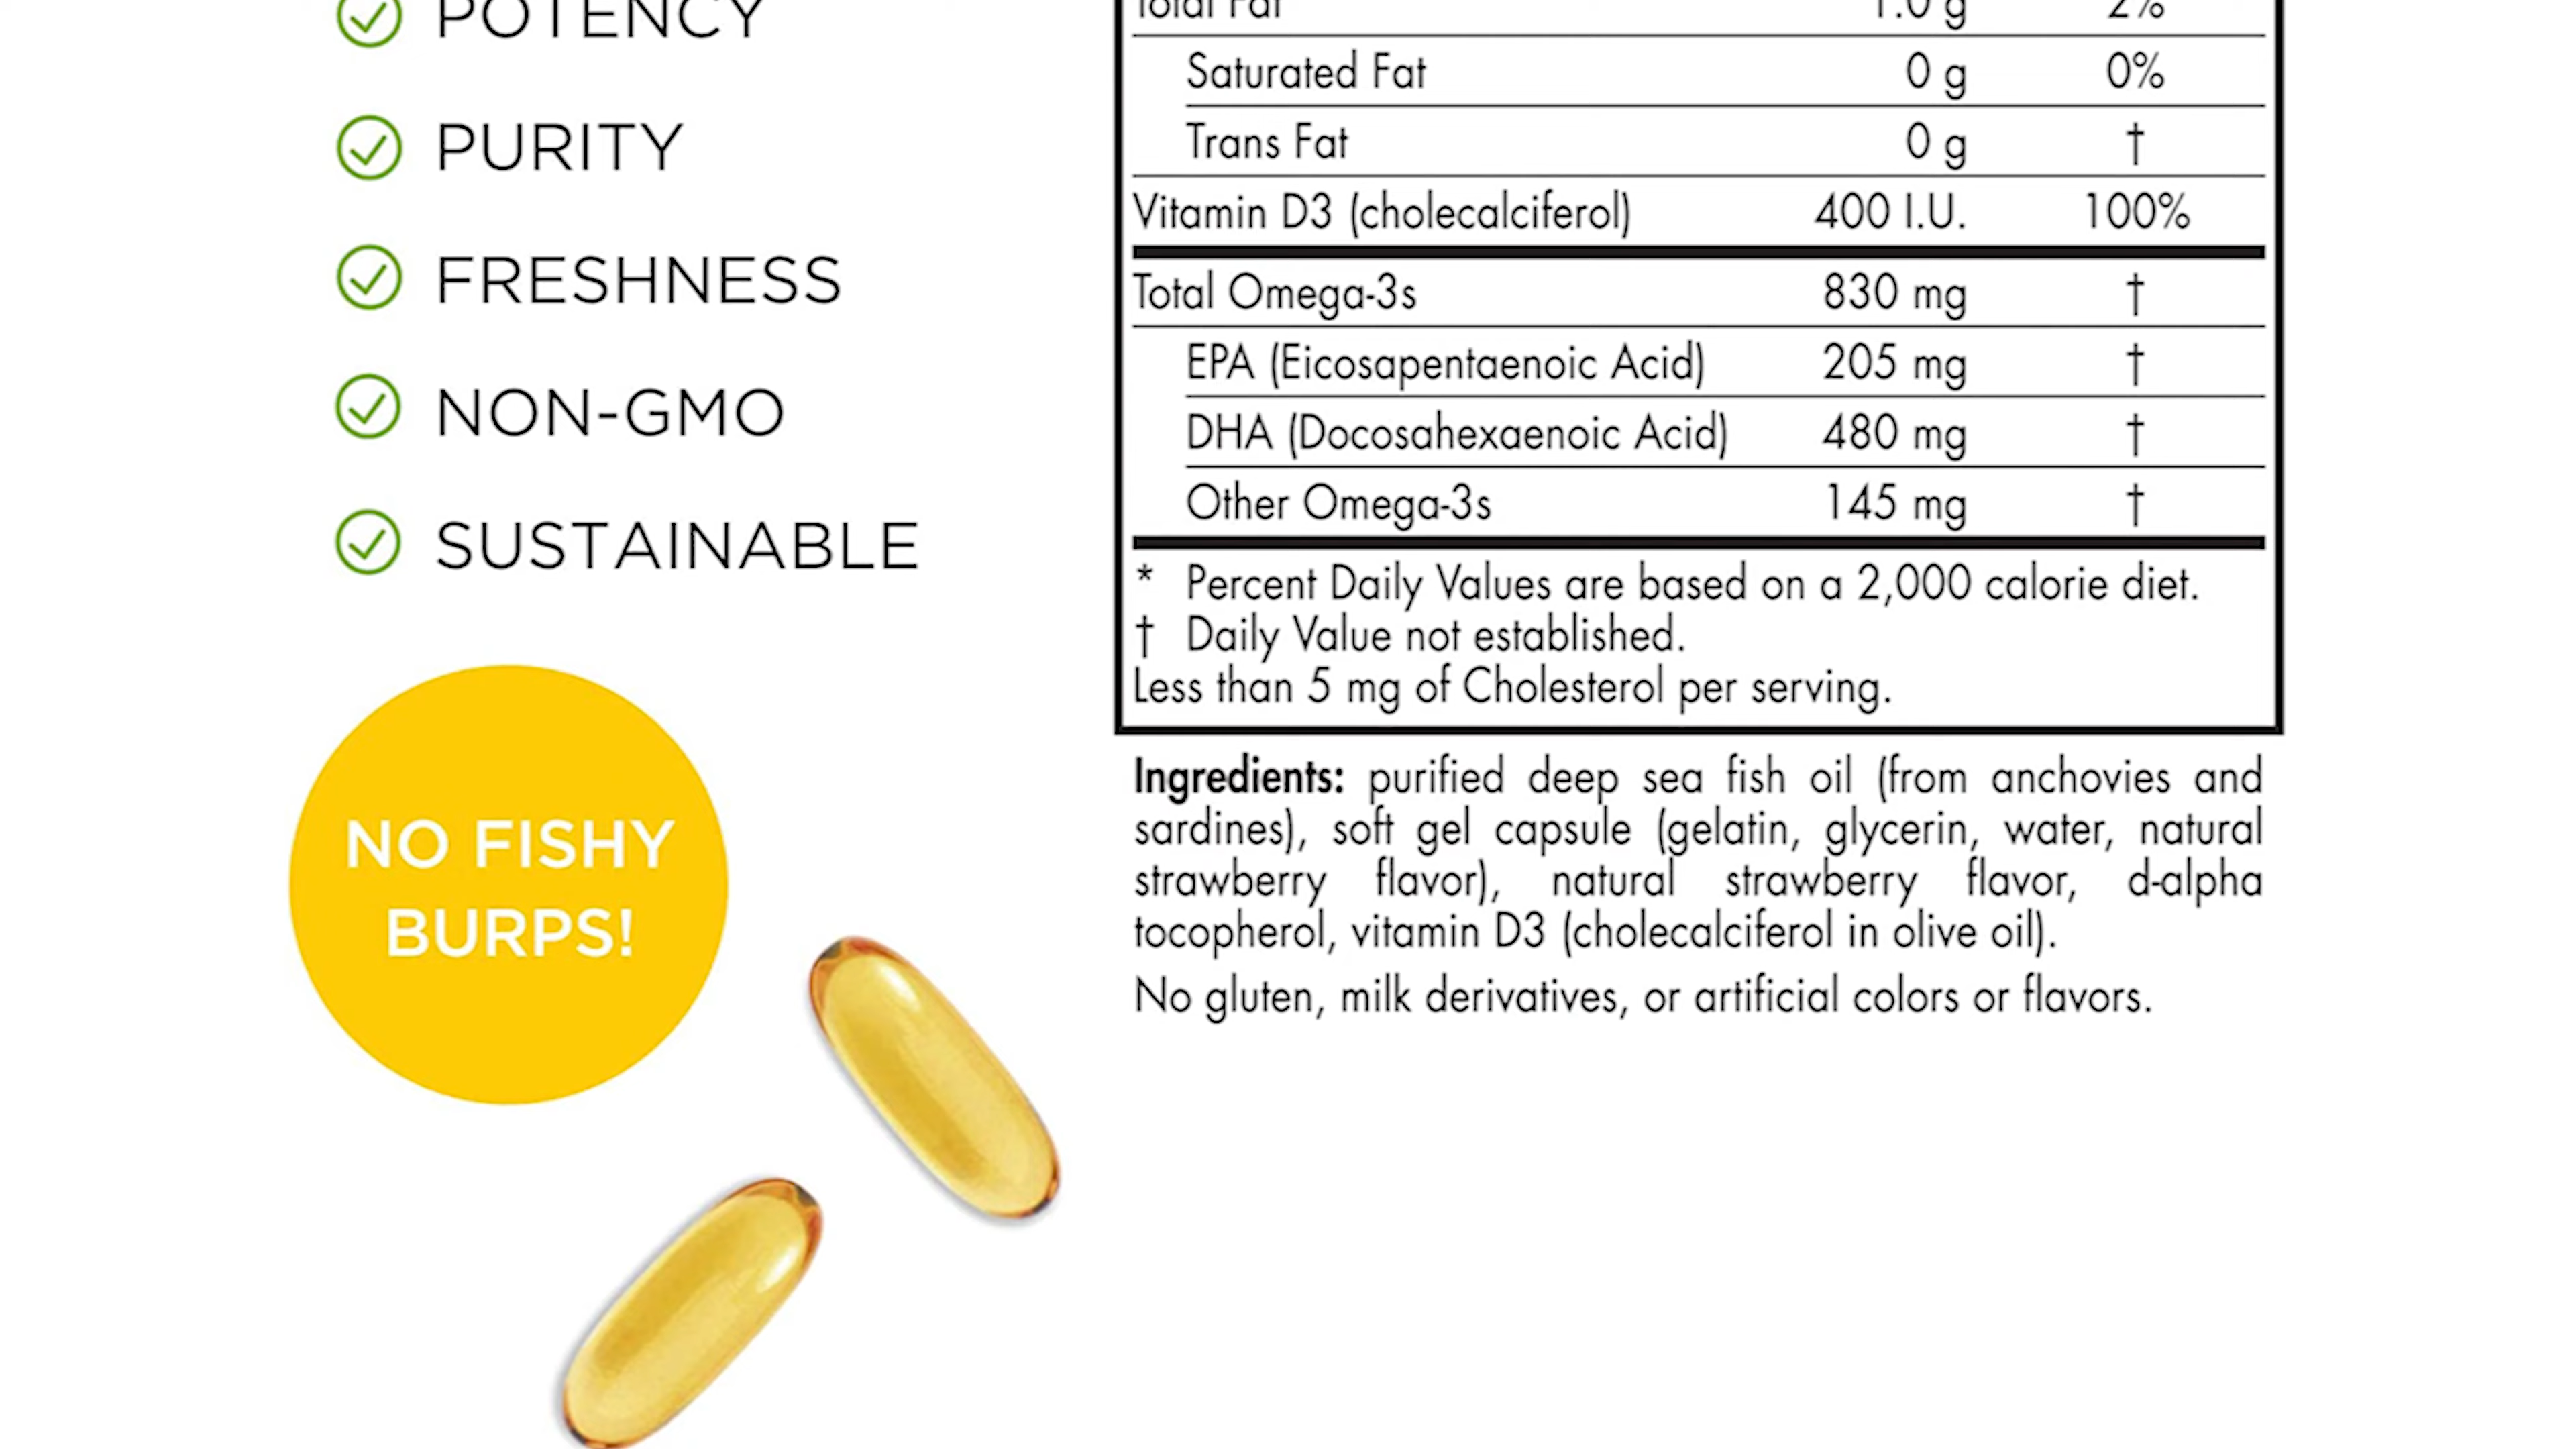 POTENCY
PURITY
FRESHNESS
NON-GMO
SUSTAINABLE
NO FISHY
BURPS!
Total Fat 1.0 g 2%
Saturated Fat 0 g 0%
Trans Fat 0 g †
Vitamin D3 (cholecalciferol) 400 I.U. 100%
Total Omega-3s 830 mg †
EPA (Eicosapentaenoic Acid) 205 mg †
DHA (Docosahexaenoic Acid) 480 mg †
Other Omega-3s 145 mg †
* Percent Daily Values are based on a 2,000 calorie diet.
† Daily Value not established.
Less than 5 mg of Cholesterol per serving.
Ingredients: purified deep sea fish oil (from anchovies and
sardines), soft gel capsule (gelatin, glycerin, water, natural
strawberry flavor), natural strawberry flavor, d-alpha
tocopherol, vitamin D3 (cholecalciferol in olive oil).
No gluten, milk derivatives, or artificial colors or flavors.